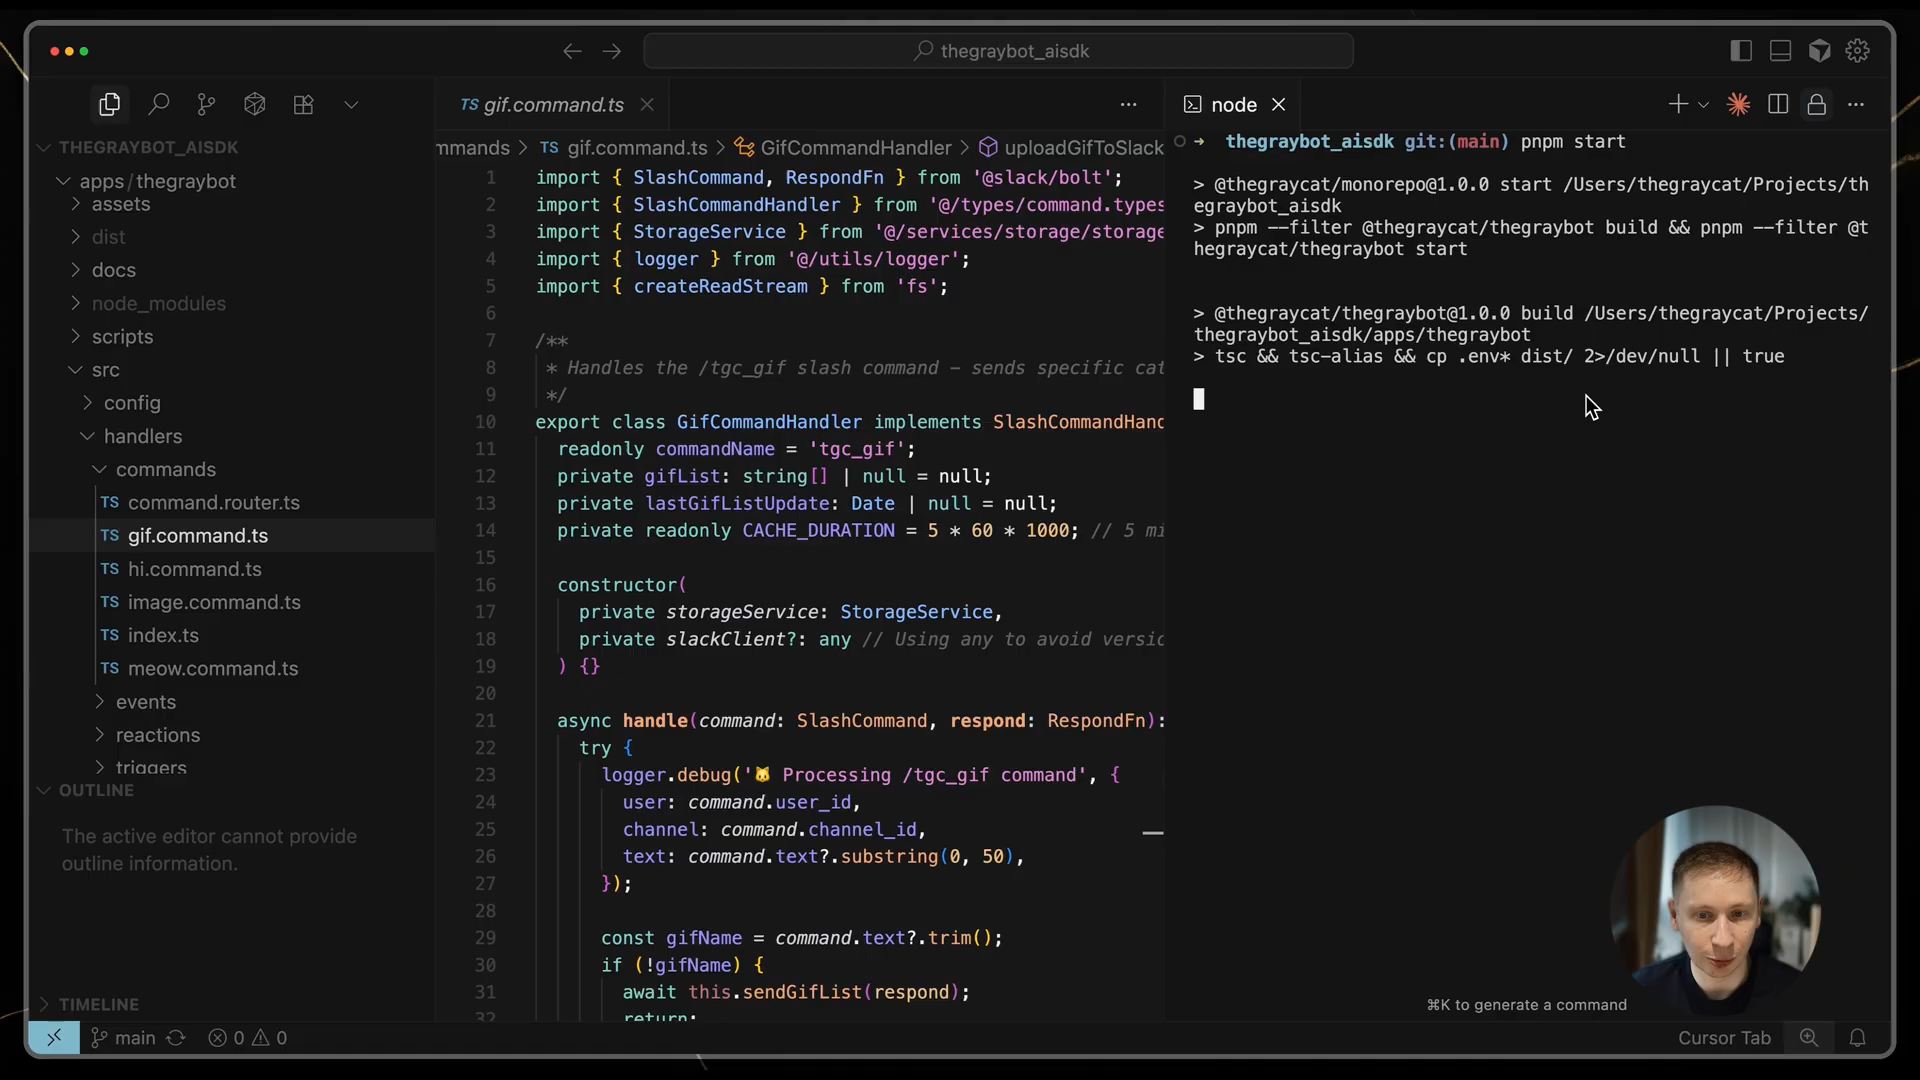 thegraybot_aisdk
TS gif.command.ts
node
THEGRAYBOT_AISDK
apps / thegraybot
assets
dist
docs
node_modules
scripts
src
config
handlers
commands
TS command.router.ts
TS gif.command.ts
TS hi.command.ts
TS image.command.ts
TS index.ts
TS meow.command.ts
events
reactions
triggers
OUTLINE
The active editor cannot provide
outline information.
TIMELINE
mmands > TS gif.command.ts > GifCommandHandler > uploadGifToSlack
1 import { SlashCommand, RespondFn } from '@slack/bolt';
2 import { SlashCommandHandler } from '@/types/command.types
3 import { StorageService } from '@/services/storage/storage
4 import { logger } from '@/utils/logger';
5 import { createReadStream } from 'fs';
6
7 /**
8 * Handles the /tgc_gif slash command – sends specific cat
9 */
10 export class GifCommandHandler implements SlashCommandHand
11 readonly commandName = 'tgc_gif';
12 private gifList: string[] | null = null;
13 private lastGifListUpdate: Date | null = null;
14 private readonly CACHE_DURATION = 5 * 60 * 1000; // 5 mi
15
16 constructor(
17 private storageService: StorageService,
18 private slackClient?: any // Using any to avoid versio
19 ) {}
20
21 async handle(command: SlashCommand, respond: RespondFn):
22 try {
23 logger.debug('🐱 Processing /tgc_gif command', {
24 user: command.user_id,
25 channel: command.channel_id,
26 text: command.text?.substring(0, 50),
27 });
28
29 const gifName = command.text?.trim();
30 if (!gifName) {
31 await this.sendGifList(respond);
32 return;
➜ thegraybot_aisdk git:(main) pnpm start
> @thegraycat/monorepo@1.0.0 start /Users/thegraycat/Projects/th
egraybot_aisdk
> pnpm --filter @thegraycat/thegraybot build && pnpm --filter @t
hegraycat/thegraybot start
> @thegraycat/thegraybot@1.0.0 build /Users/thegraycat/Projects/
thegraybot_aisdk/apps/thegraybot
> tsc && tsc-alias && cp .env* dist/ 2>/dev/null || true
⌘K to generate a command
main 0 0
Cursor Tab